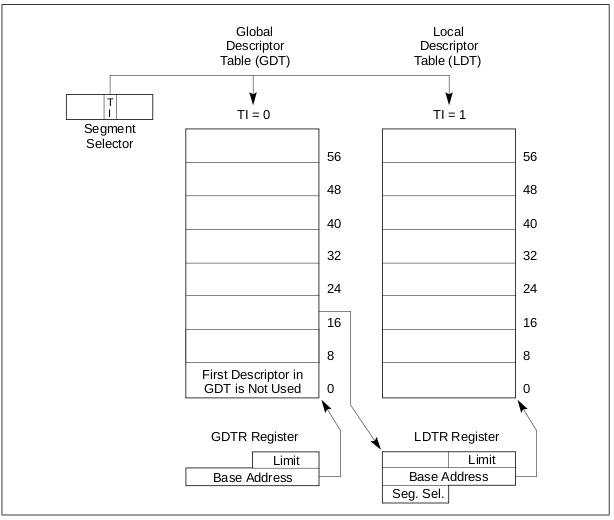 Global
Descriptor
Table (GDT)
Local
Descriptor
Table (LDT)
T
I
Segment
Selector
TI = 0
TI = 1
56
56
48
48
40
40
32
32
24
24
16
16
8
8
First Descriptor in
GDT is Not Used
0
0
GDTR Register
LDTR Register
Limit
Base Address
Limit
Base Address
Seg. Sel.